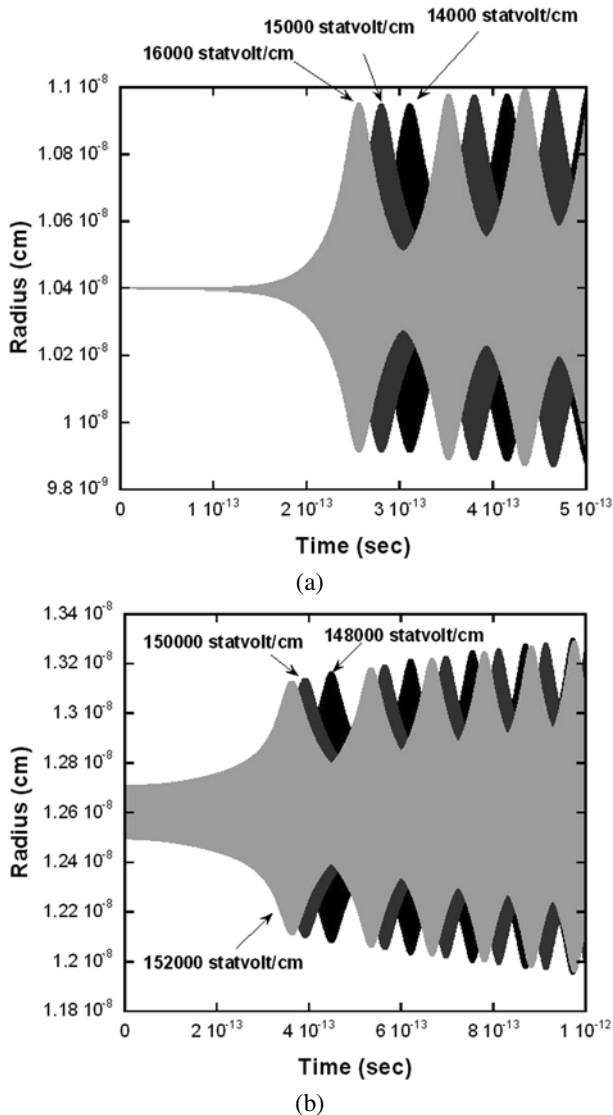 15000 statvolt/cm
14000 statvolt/cm
16000 statvolt/cm
1.1 10-8
1.08 10-8
1.06 10-8
1.04 10-8
1.02 10-8
1 10-8
9.8 10-9
Radius (cm)
0
1 10-13
2 10-13
3 10-13
4 10-13
5 10-13
Time (sec)
(a)
1.34 10-8
1.32 10-8
1.3 10-8
1.28 10-8
1.26 10-8
1.24 10-8
1.22 10-8
1.2 10-8
1.18 10-8
Radius (cm)
150000 statvolt/cm
148000 statvolt/cm
152000 statvolt/cm
0
2 10-13
4 10-13
6 10-13
8 10-13
1 10-12
Time (sec)
(b)